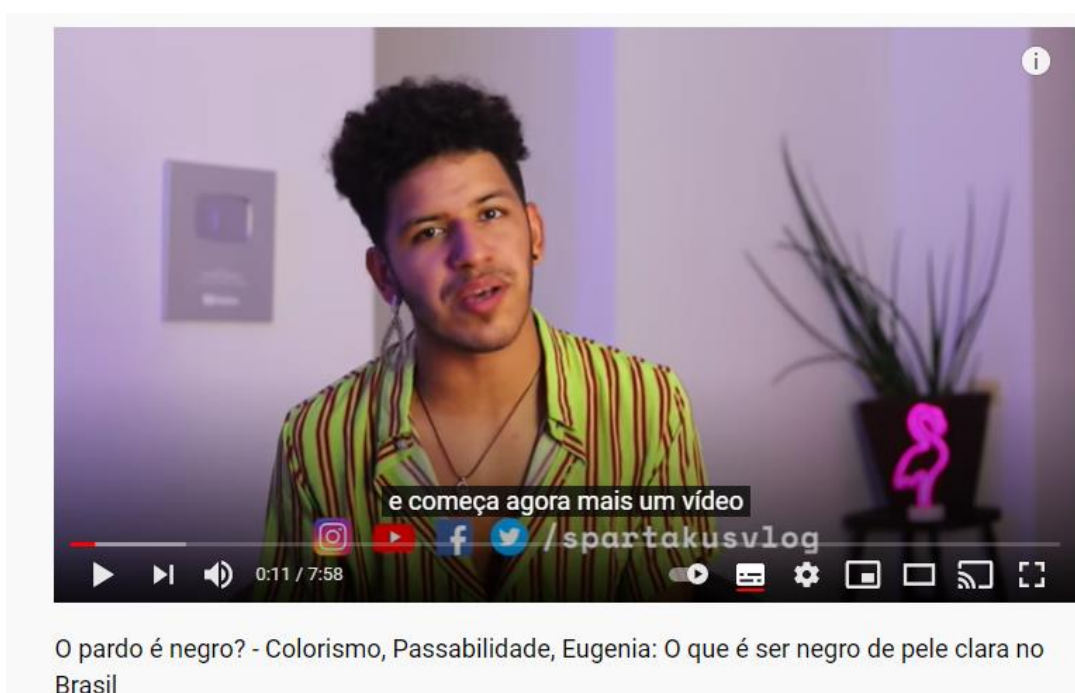 e começa agora mais um vídeo
/spartakusvlog
0:11 / 7:58
O pardo é negro? - Colorismo, Passabilidade, Eugenia: O que é ser negro de pele clara no
Brasil